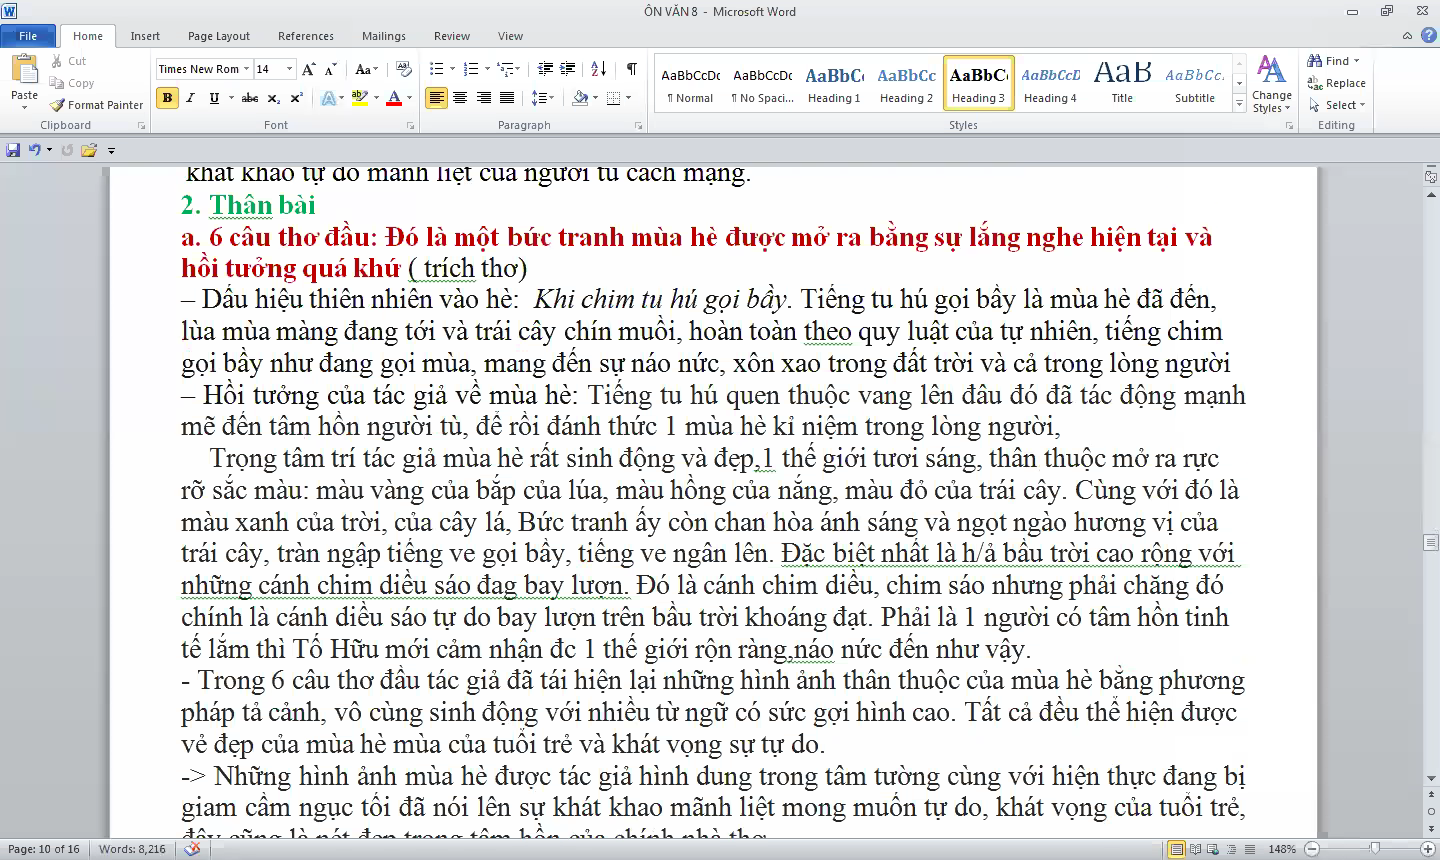 ÔN VĂN 8 - Microsoft Word
File Home Insert Page Layout References Mailings Review View
Paste Cut Copy Format Painter
Times New Rom 14
AaBbCcDc AaBbCcDc AaBbC AaBbCc AaBbC AaBbCcD AaB AaBbCc.
¶ Normal ¶ No Spaci... Heading 1 Heading 2 Heading 3 Heading 4 Title Subtitle
Change Styles
Find Replace Select
Clipboard Font Paragraph Styles Editing
khát khao tự do mãnh liệt của người tù cách mạng.
2. Thân bài
a. 6 câu thơ đầu: Đó là một bức tranh mùa hè được mở ra bằng sự lắng nghe hiện tại và
hồi tưởng quá khứ ( trích thơ)
– Dấu hiệu thiên nhiên vào hè: Khi chim tu hú gọi bầy. Tiếng tu hú gọi bầy là mùa hè đã đến,
lùa mùa màng đang tới và trái cây chín muồi, hoàn toàn theo quy luật của tự nhiên, tiếng chim
gọi bầy như đang gọi mùa, mang đến sự náo nức, xôn xao trong đất trời và cả trong lòng người
– Hồi tưởng của tác giả về mùa hè: Tiếng tu hú quen thuộc vang lên đâu đó đã tác động mạnh
mẽ đến tâm hồn người tù, để rồi đánh thức 1 mùa hè kỉ niệm trong lòng người,
Trọng tâm trí tác giả mùa hè rất sinh động và đẹp,1 thế giới tươi sáng, thân thuộc mở ra rực
rỡ sắc màu: màu vàng của bắp của lúa, màu hồng của nắng, màu đỏ của trái cây. Cùng với đó là
màu xanh của trời, của cây lá, Bức tranh ấy còn chan hòa ánh sáng và ngọt ngào hương vị của
trái cây, tràn ngập tiếng ve gọi bầy, tiếng ve ngân lên. Đặc biệt nhất là h/ả bầu trời cao rộng với
những cánh chim diều sáo đag bay lượn. Đó là cánh chim diều, chim sáo nhưng phải chăng đó
chính là cánh diều sáo tự do bay lượn trên bầu trời khoáng đạt. Phải là 1 người có tâm hồn tinh
tế lắm thì Tố Hữu mới cảm nhận đc 1 thế giới rộn ràng,náo nức đến như vậy.
- Trong 6 câu thơ đầu tác giả đã tái hiện lại những hình ảnh thân thuộc của mùa hè bằng phương
pháp tả cảnh, vô cùng sinh động với nhiều từ ngữ có sức gợi hình cao. Tất cả đều thể hiện được
vẻ đẹp của mùa hè mùa của tuổi trẻ và khát vọng sự tự do.
-> Những hình ảnh mùa hè được tác giả hình dung trong tâm tường cùng với hiện thực đang bị
giam cầm ngục tối đã nói lên sự khát khao mãnh liệt mong muốn tự do, khát vọng của tuổi trẻ,
đây cũng là nét đẹp trong tâm hồn của chính nhà thơ
Page: 10 of 16 Words: 8,216 148%